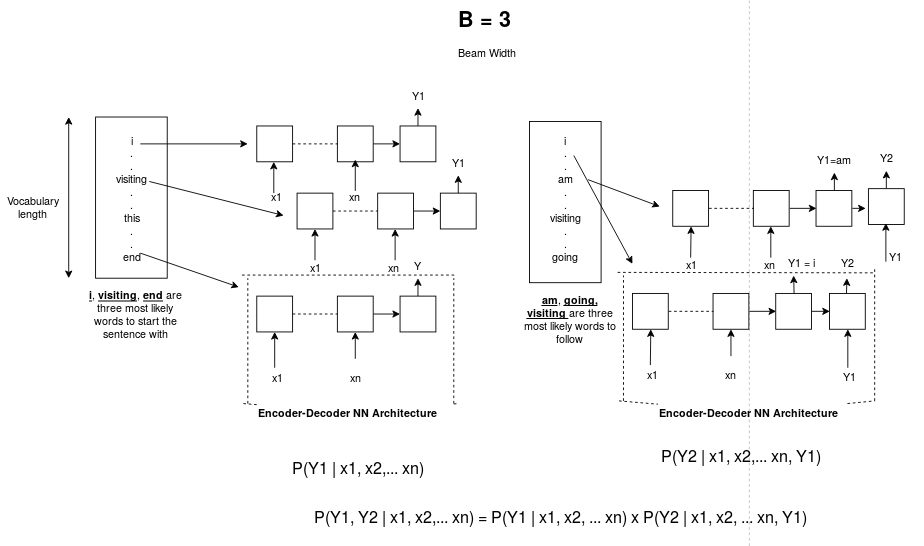 B = 3
Beam Width
Vocabulary
length
i
.
.
visiting
.
.
this
.
.
end
i, visiting, end are
three most likely
words to start the
sentence with
Y1
x1
xn
Y1
x1
xn
Y
x1
xn
Encoder-Decoder NN Architecture
P(Y1 | x1, x2,... xn)
i
.
.
am
.
.
visiting
.
.
going
am, going,
visiting are three
most likely words to
follow
Y1=am
Y2
x1
xn
Y1
Y1 = i
Y2
x1
xn
Y1
Encoder-Decoder NN Architecture
P(Y2 | x1, x2,... xn, Y1)
P(Y1, Y2 | x1, x2,... xn) = P(Y1 | x1, x2, ... xn) x P(Y2 | x1, x2, ... xn, Y1)